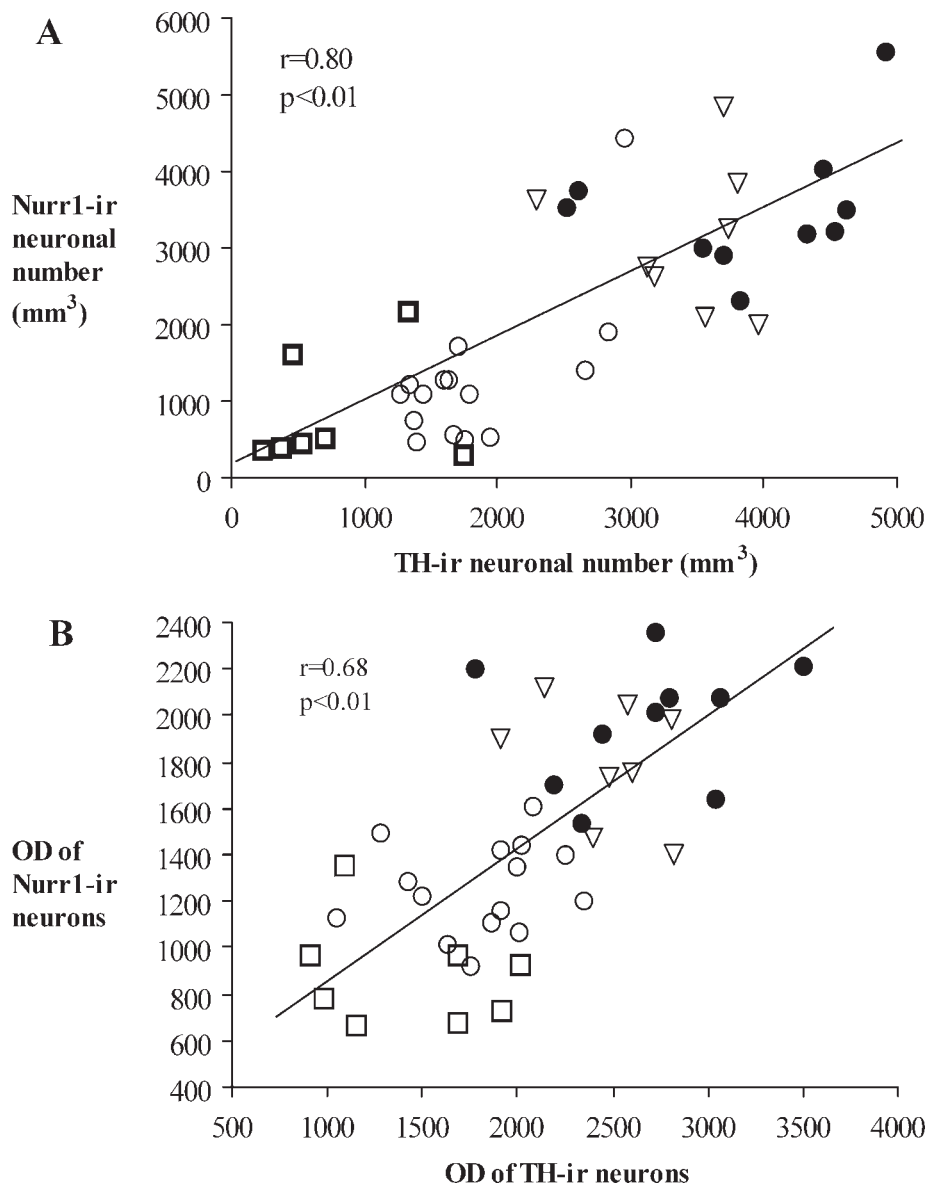 A
r=0.80
p<0.01
6000
5000
4000
3000
2000
1000
0
Nurr1-ir
neuronal
number
(mm³)
0 1000 2000 3000 4000 5000
TH-ir neuronal number (mm³)
B
r=0.68
p<0.01
2400
2200
2000
1800
1600
1400
1200
1000
800
600
400
OD of
Nurr1-ir
neurons
500 1000 1500 2000 2500 3000 3500 4000
OD of TH-ir neurons